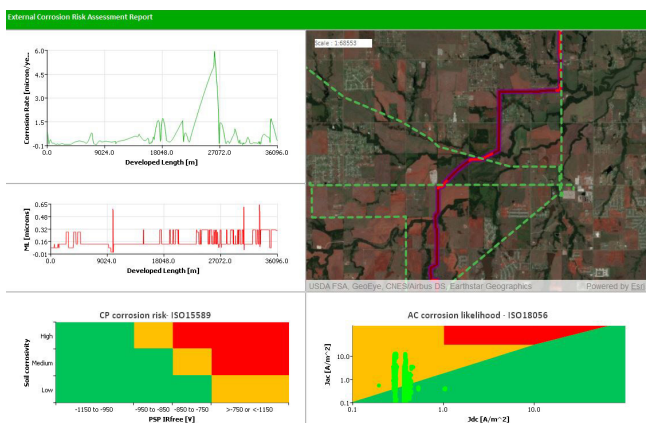 External Corrosion Risk Assessment Report
Corrosion Rate [micron/ye...
6.0
4.5
3.0
1.5
-0.1
0.0 9024.0 18048.0 27072.0 36096.0
Developed Length [m]
Scale : 1:68553
ML [microns]
0.65
0.48
0.32
0.16
-0.01
0.0 9024.0 18048.0 27072.0 36096.0
Developed Length [m]
USDA FSA, GeoEye, CNES/Airbus DS, Earthstar Geographics Powered by Esri
CP corrosion risk- ISO15589
Soil corrosivity
High
Medium
Low
-1150 to -950 -950 to -850 -850 to -750 >-750 or <-1150
PSP IRfree [V]
AC corrosion likelihood - ISO18056
Jac [A/m^2]
10.0
1.0
0.1
0.1 1.0 10.0
Jdc [A/m^2]